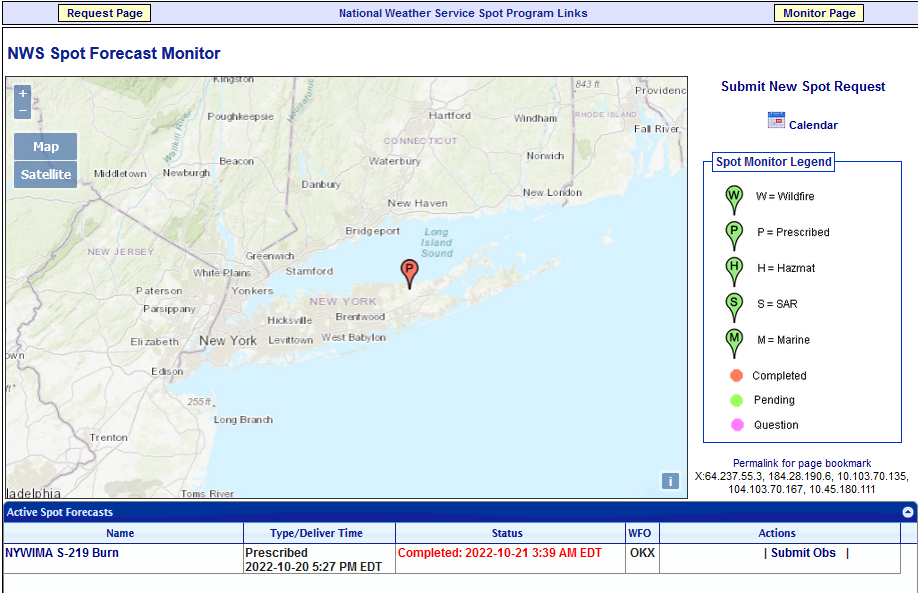 Request Page
National Weather Service Spot Program Links
Monitor Page
NWS Spot Forecast Monitor
Submit New Spot Request
Calendar
+
–
Map
Satellite
Kingston
843 ft
Providenc
Poughkeepsie
Hartford
Windham
RHODE ISLAND
Wallkill River
Housatonic
CONNECTICUT
Fall River
Beacon
Waterbury
Norwich
Middletown
Newburgh
Danbury
New London
New Haven
Bridgeport
Long
Island
Sound
NEW JERSEY
Greenwich
White Plains
Stamford
P
Paterson
Yonkers
NEW YORK
Parsippany
Hicksville
Brentwood
Elizabeth
New York
Levittown
West Babylon
own
Edison
ft
255 ft
Long Branch
Trenton
ladelphia
Toms River
i
Spot Monitor Legend
W
W = Wildfire
P
P = Prescribed
H
H = Hazmat
S
S = SAR
M
M = Marine
Completed
Pending
Question
Permalink for page bookmark
X:64.237.55.3, 184.28.190.6, 10.103.70.135,
104.103.70.167, 10.45.180.111
Active Spot Forecasts
Name
Type/Deliver Time
Status
WFO
Actions
NYWIMA S-219 Burn
Prescribed
2022-10-20 5:27 PM EDT
Completed: 2022-10-21 3:39 AM EDT
OKX
| Submit Obs |